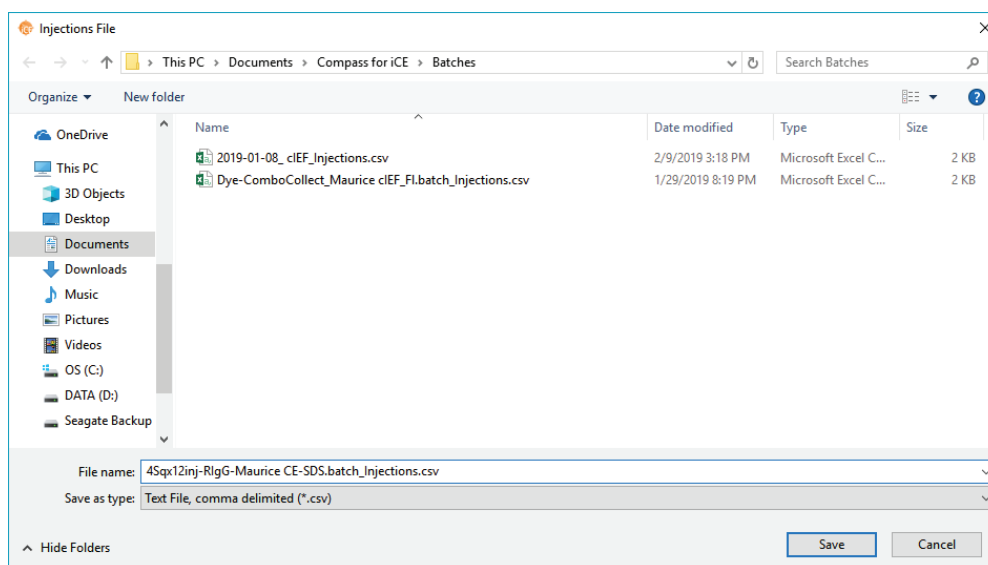 iCE Injections File
This PC > Documents > Compass for iCE > Batches
Search Batches
Organize
New folder
OneDrive
This PC
3D Objects
Desktop
Documents
Downloads
Music
Pictures
Videos
OS (C:)
DATA (D:)
Seagate Backup
Name Date modified Type Size
2019-01-08_ cIEF_Injections.csv 2/9/2019 3:18 PM Microsoft Excel C... 2 KB
Dye-ComboCollect_Maurice cIEF_Fl.batch_Injections.csv 1/29/2019 8:19 PM Microsoft Excel C... 2 KB
File name: 4Sqx12inj-RIgG-Maurice CE-SDS.batch_Injections.csv
Save as type: Text File, comma delimited (*.csv)
Hide Folders
Save
Cancel